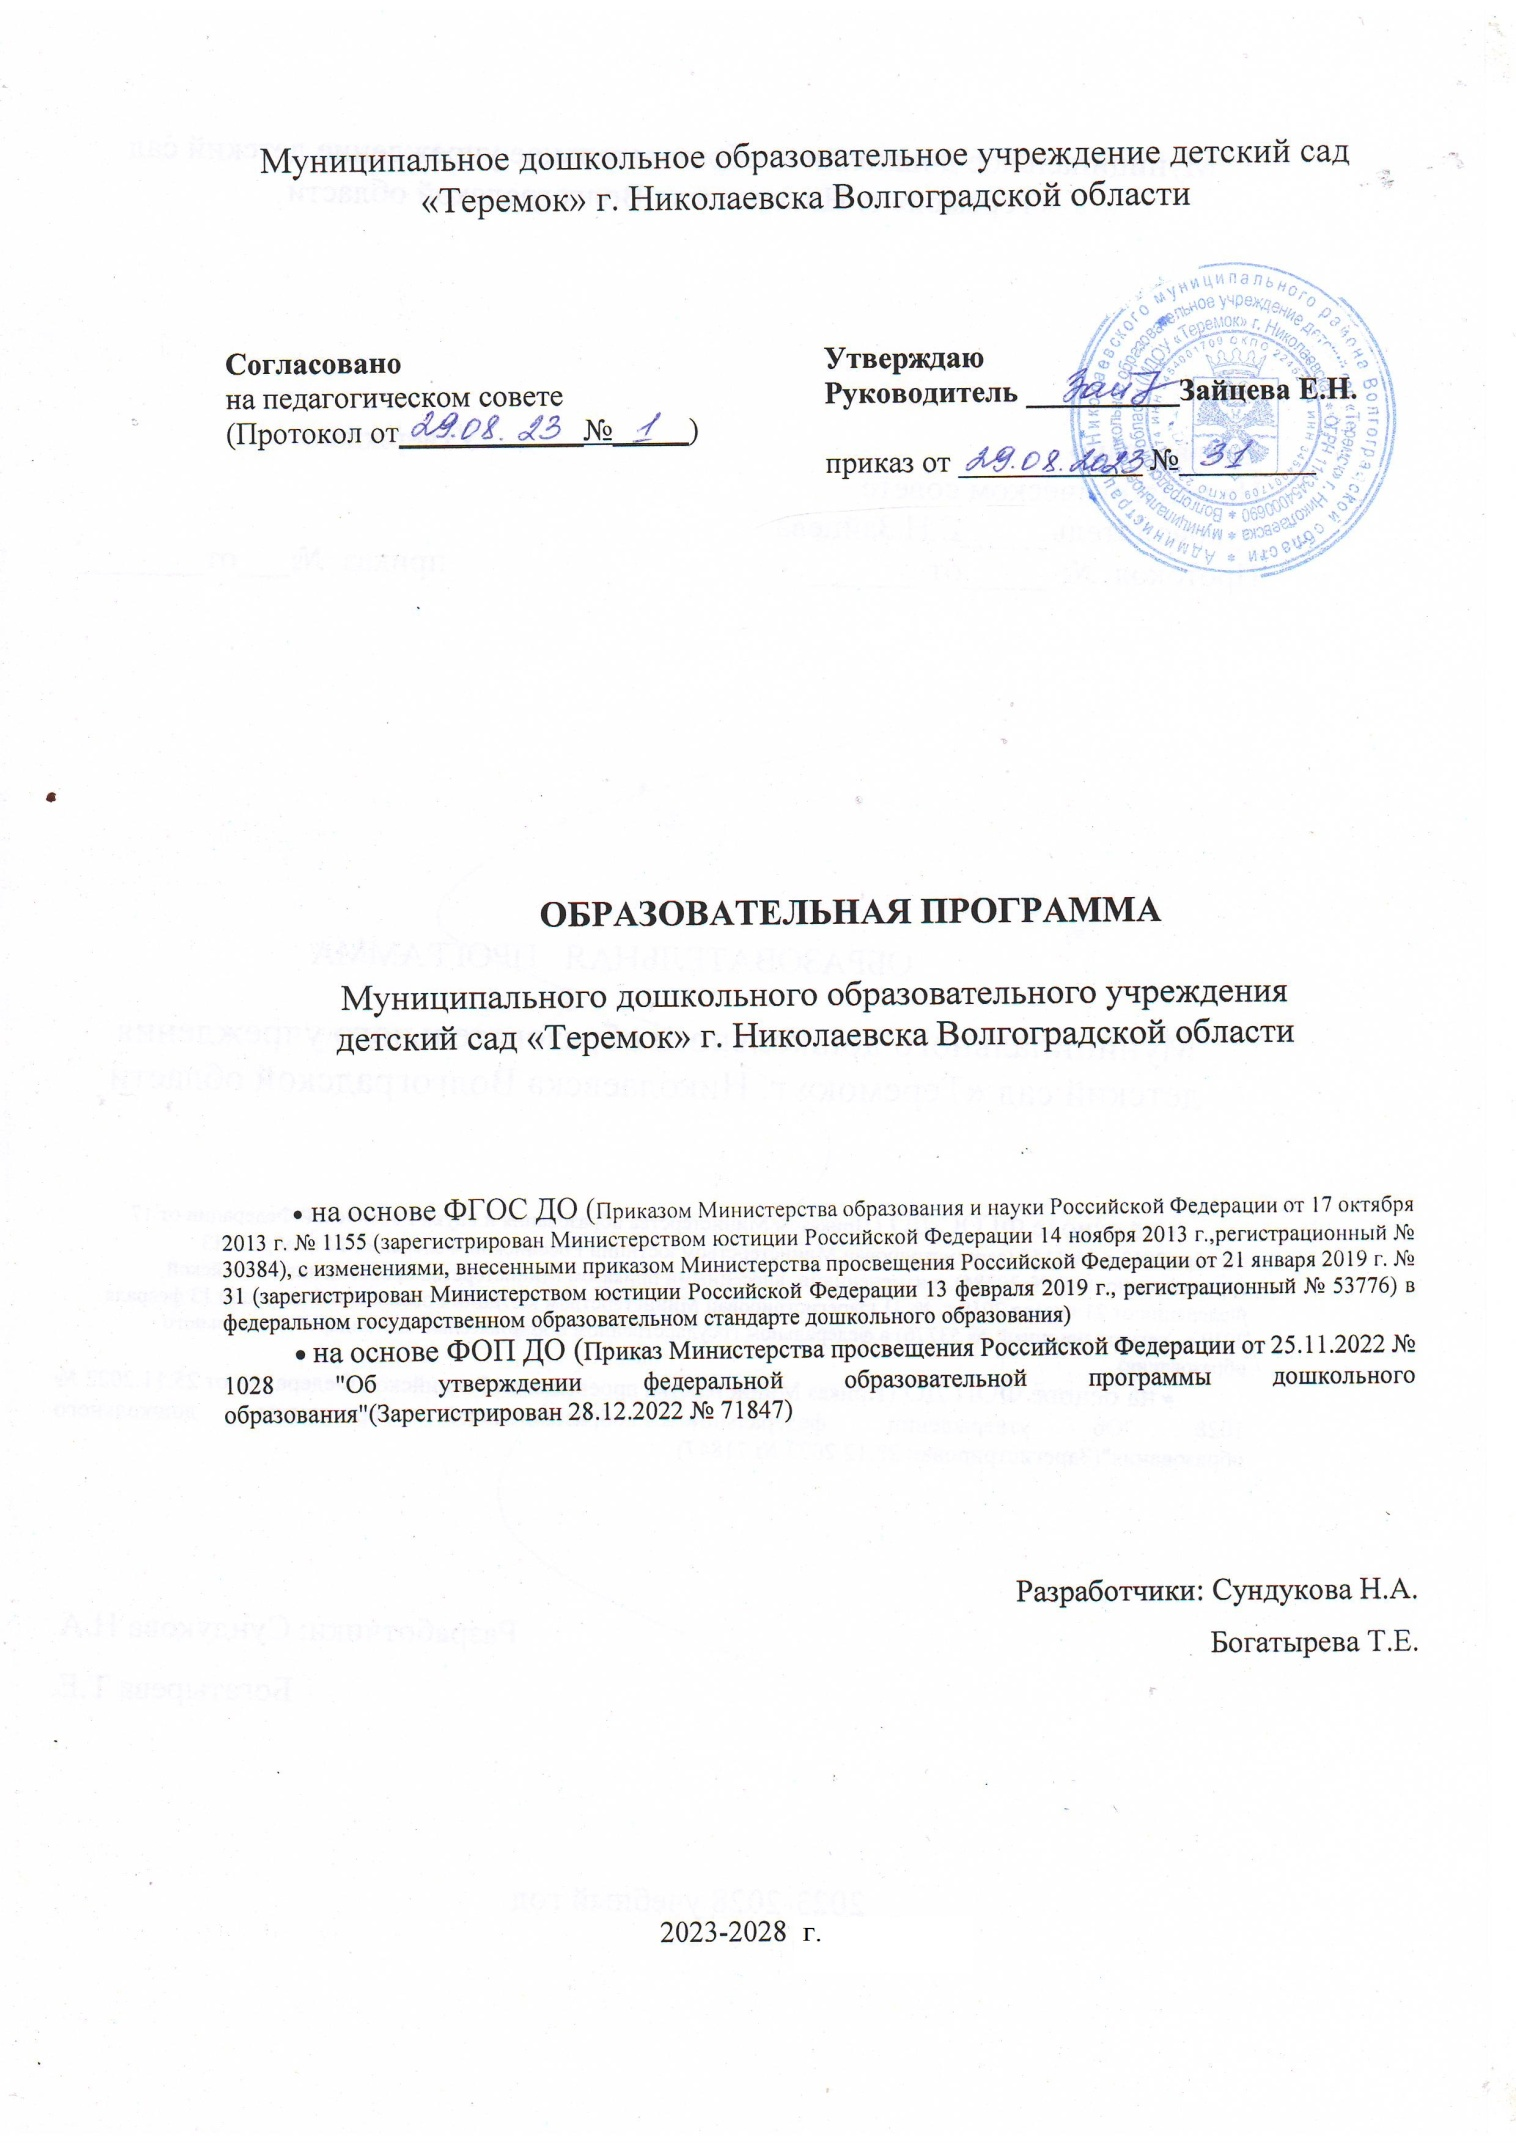 Муниципальное дошкольное образовательное учреждение детский сад
«Теремок» г. Николаевска Волгоградской области
Согласовано
на педагогическом совете
(Протокол от 29.08. 23 № 1 )
Утверждаю
Руководитель Зайцева Е.Н.
приказ от 29.08.2023 № 31
ОБРАЗОВАТЕЛЬНАЯ ПРОГРАММА
Муниципального дошкольного образовательного учреждения
детский сад «Теремок» г. Николаевска Волгоградской области
• на основе ФГОС ДО (Приказом Министерства образования и науки Российской Федерации от 17 октября
2013 г. № 1155 (зарегистрирован Министерством юстиции Российской Федерации 14 ноября 2013 г.,регистрационный №
30384), с изменениями, внесенными приказом Министерства просвещения Российской Федерации от 21 января 2019 г. №
31 (зарегистрирован Министерством юстиции Российской Федерации 13 февраля 2019 г., регистрационный № 53776) в
федеральном государственном образовательном стандарте дошкольного образования)
• на основе ФОП ДО (Приказ Министерства просвещения Российской Федерации от 25.11.2022 №
1028 "Об утверждении федеральной образовательной программы дошкольного
образования"(Зарегистрирован 28.12.2022 № 71847)
Разработчики: Сундукова Н.А.
Богатырева Т.Е.
2023-2028 г.